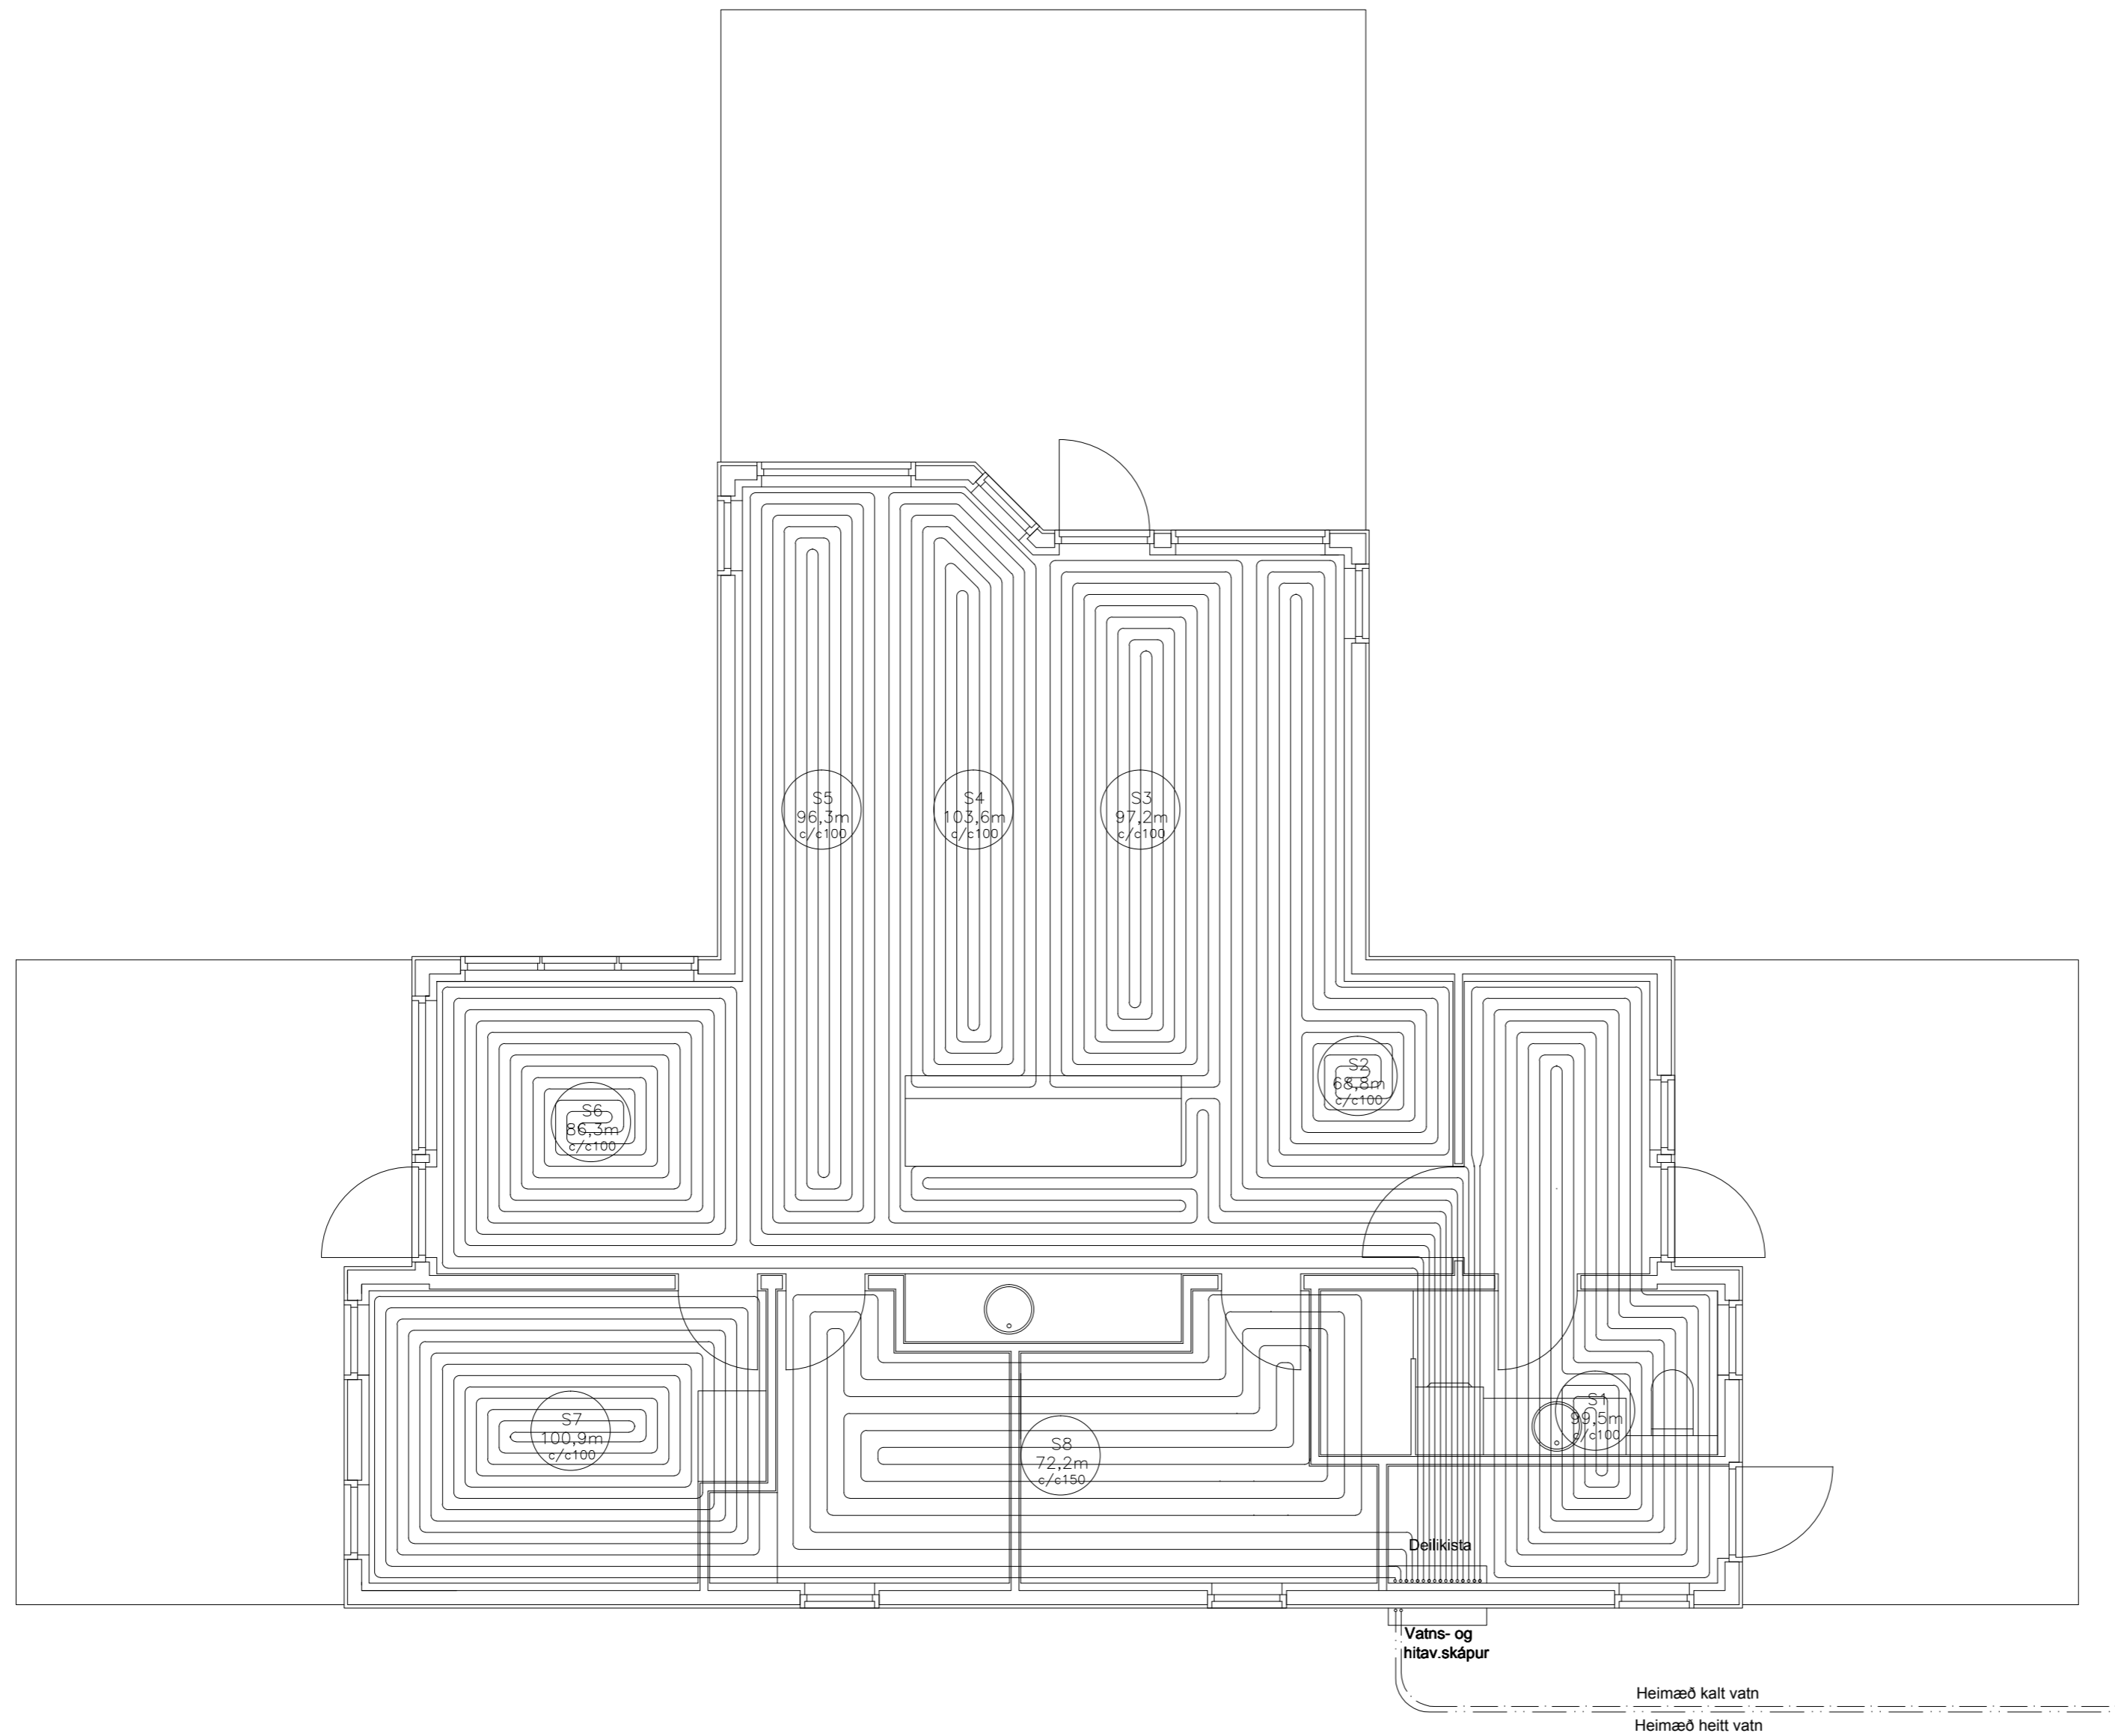 S5
96,3m
c/c100
S4
103,6m
c/c100
S3
97,2m
c/c100
S2
68,8m
c/c100
S6
86,3m
c/c100
S1
99,5m
c/c100
S7
100,9m
c/c100
S8
72,2m
c/c150
Deilikista
Vatns- og
hitav.skápur
Heimæð kalt vatn
Heimæð heitt vatn